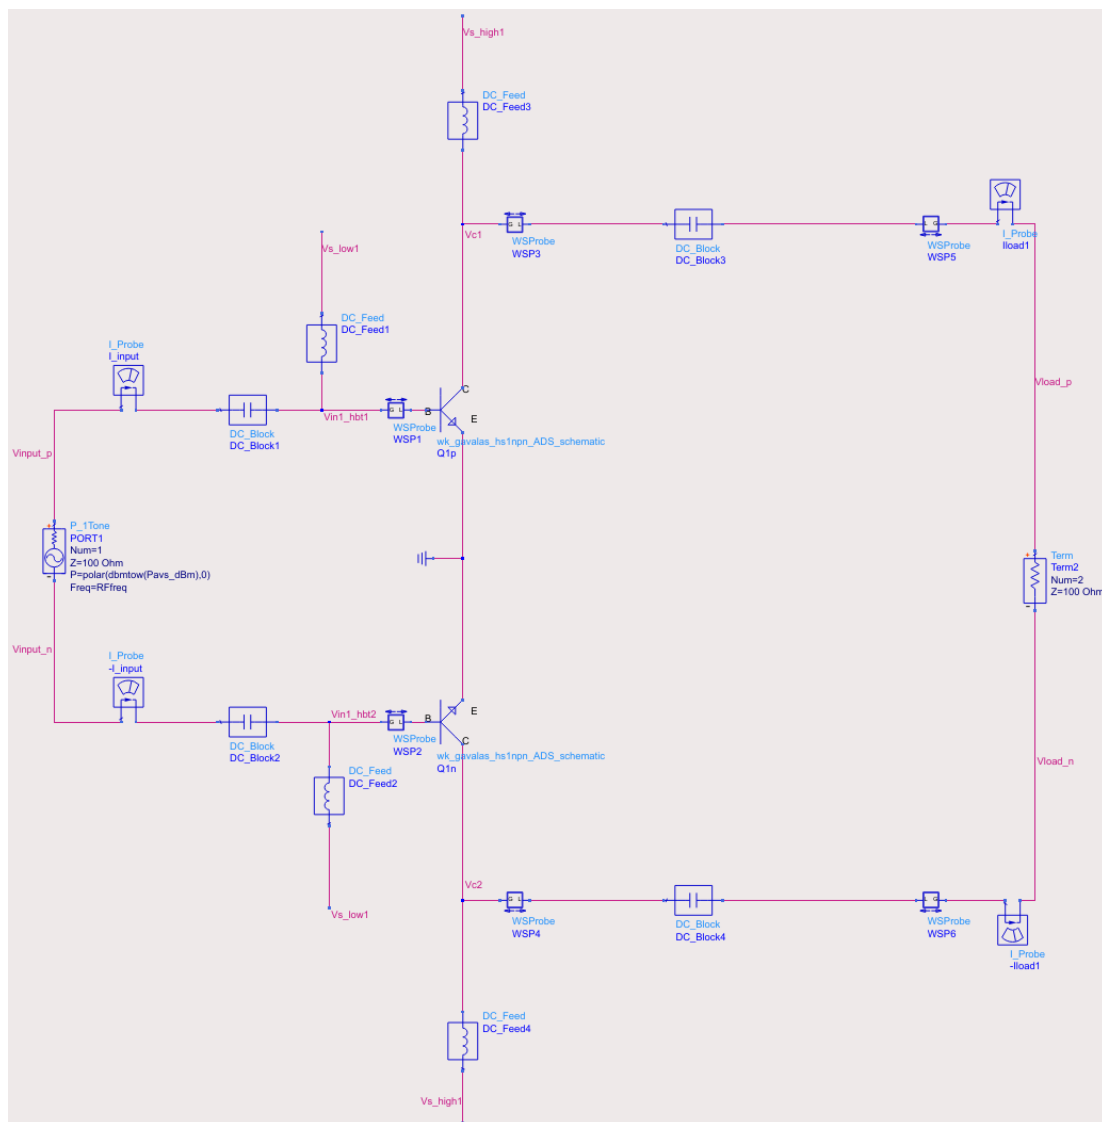 Vs_high1
DC_Feed
DC_Feed3
Vc1
G L
WSProbe
WSP3
DC_Block
DC_Block3
L G
WSProbe
WSP5
I_Probe
Iload1
Vs_low1
DC_Feed
DC_Feed1
I_Probe
I_input
DC_Block
DC_Block1
Vin1_hbt1
G L
WSProbe
WSP1
B
C
E
wk_gavalas_hs1npn_ADS_schematic
Q1p
Vinput_p
Vload_p
+
P_1Tone
PORT1
Num=1
Z=100 Ohm
P=polar(dbmtow(Pavs_dBm),0)
Freq=RFfreq
-
+
Term
Term2
Num=2
Z=100 Ohm
-
Vinput_n
I_Probe
-I_input
DC_Block
DC_Block2
Vin1_hbt2
G L
WSProbe
WSP2
B
E
C
wk_gavalas_hs1npn_ADS_schematic
Q1n
DC_Feed
DC_Feed2
Vs_low1
Vload_n
Vc2
G L
WSProbe
WSP4
DC_Block
DC_Block4
L G
WSProbe
WSP6
I_Probe
-Iload1
DC_Feed
DC_Feed4
Vs_high1